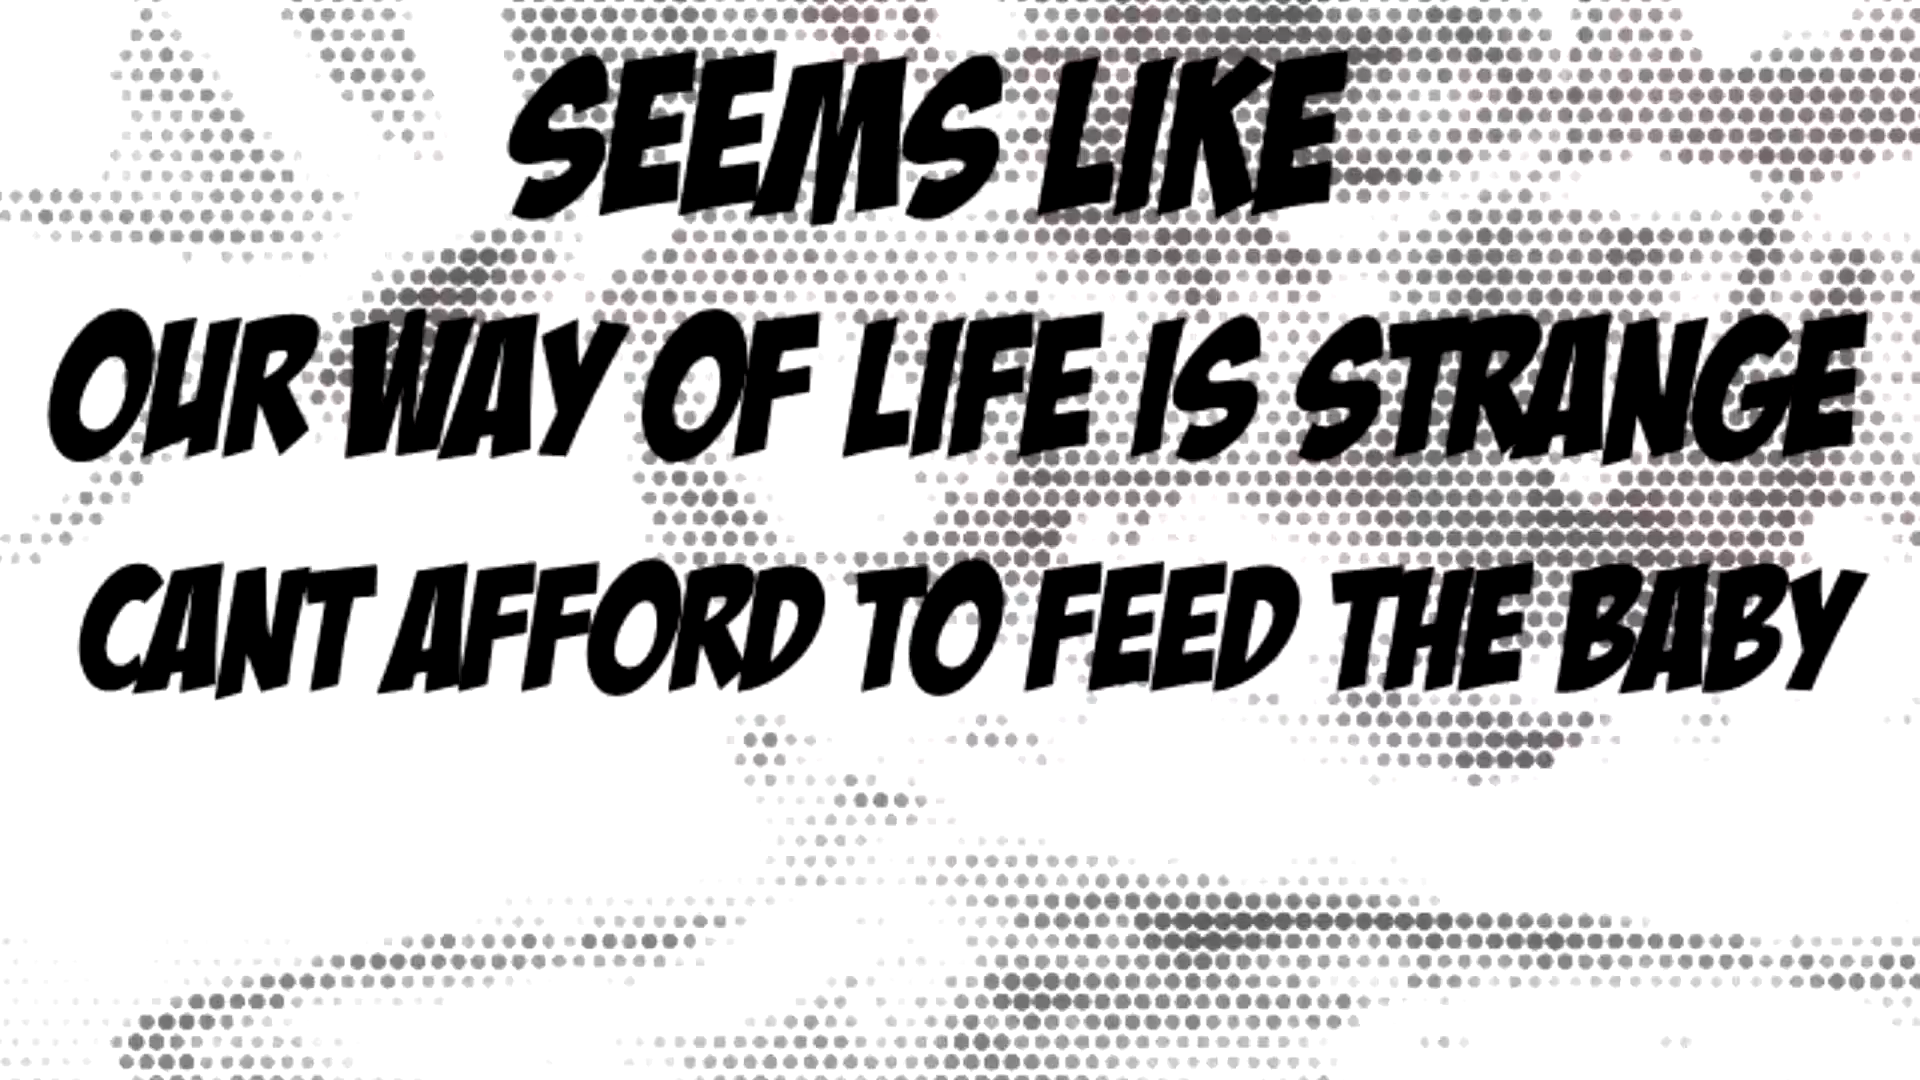 SEEMS LIKE
OUR WAY OF LIFE IS STRANGE
CANT AFFORD TO FEED THE BABY